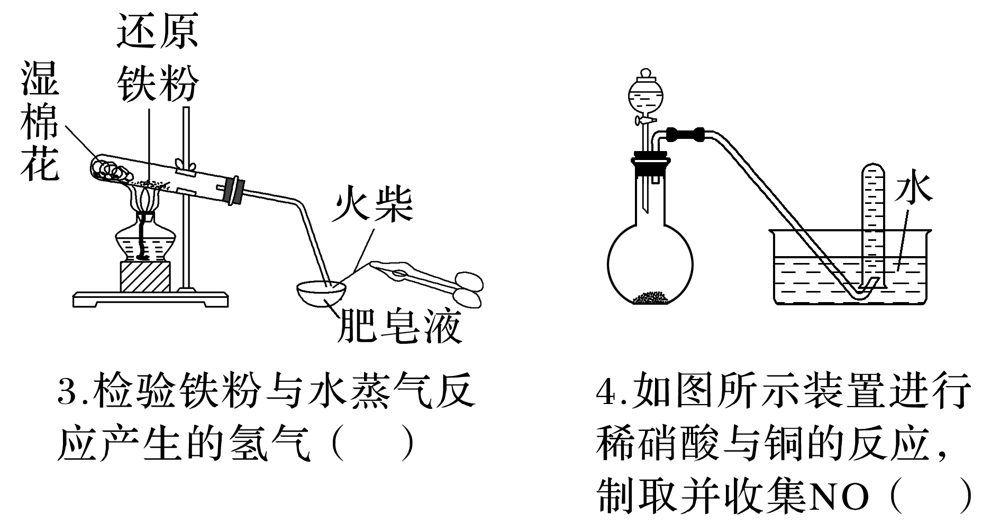 还原
铁粉
湿棉花
火柴
肥皂液
3.检验铁粉与水蒸气反
应产生的氢气（　）
水
4.如图所示装置进行
稀硝酸与铜的反应，
制取并收集NO（　）